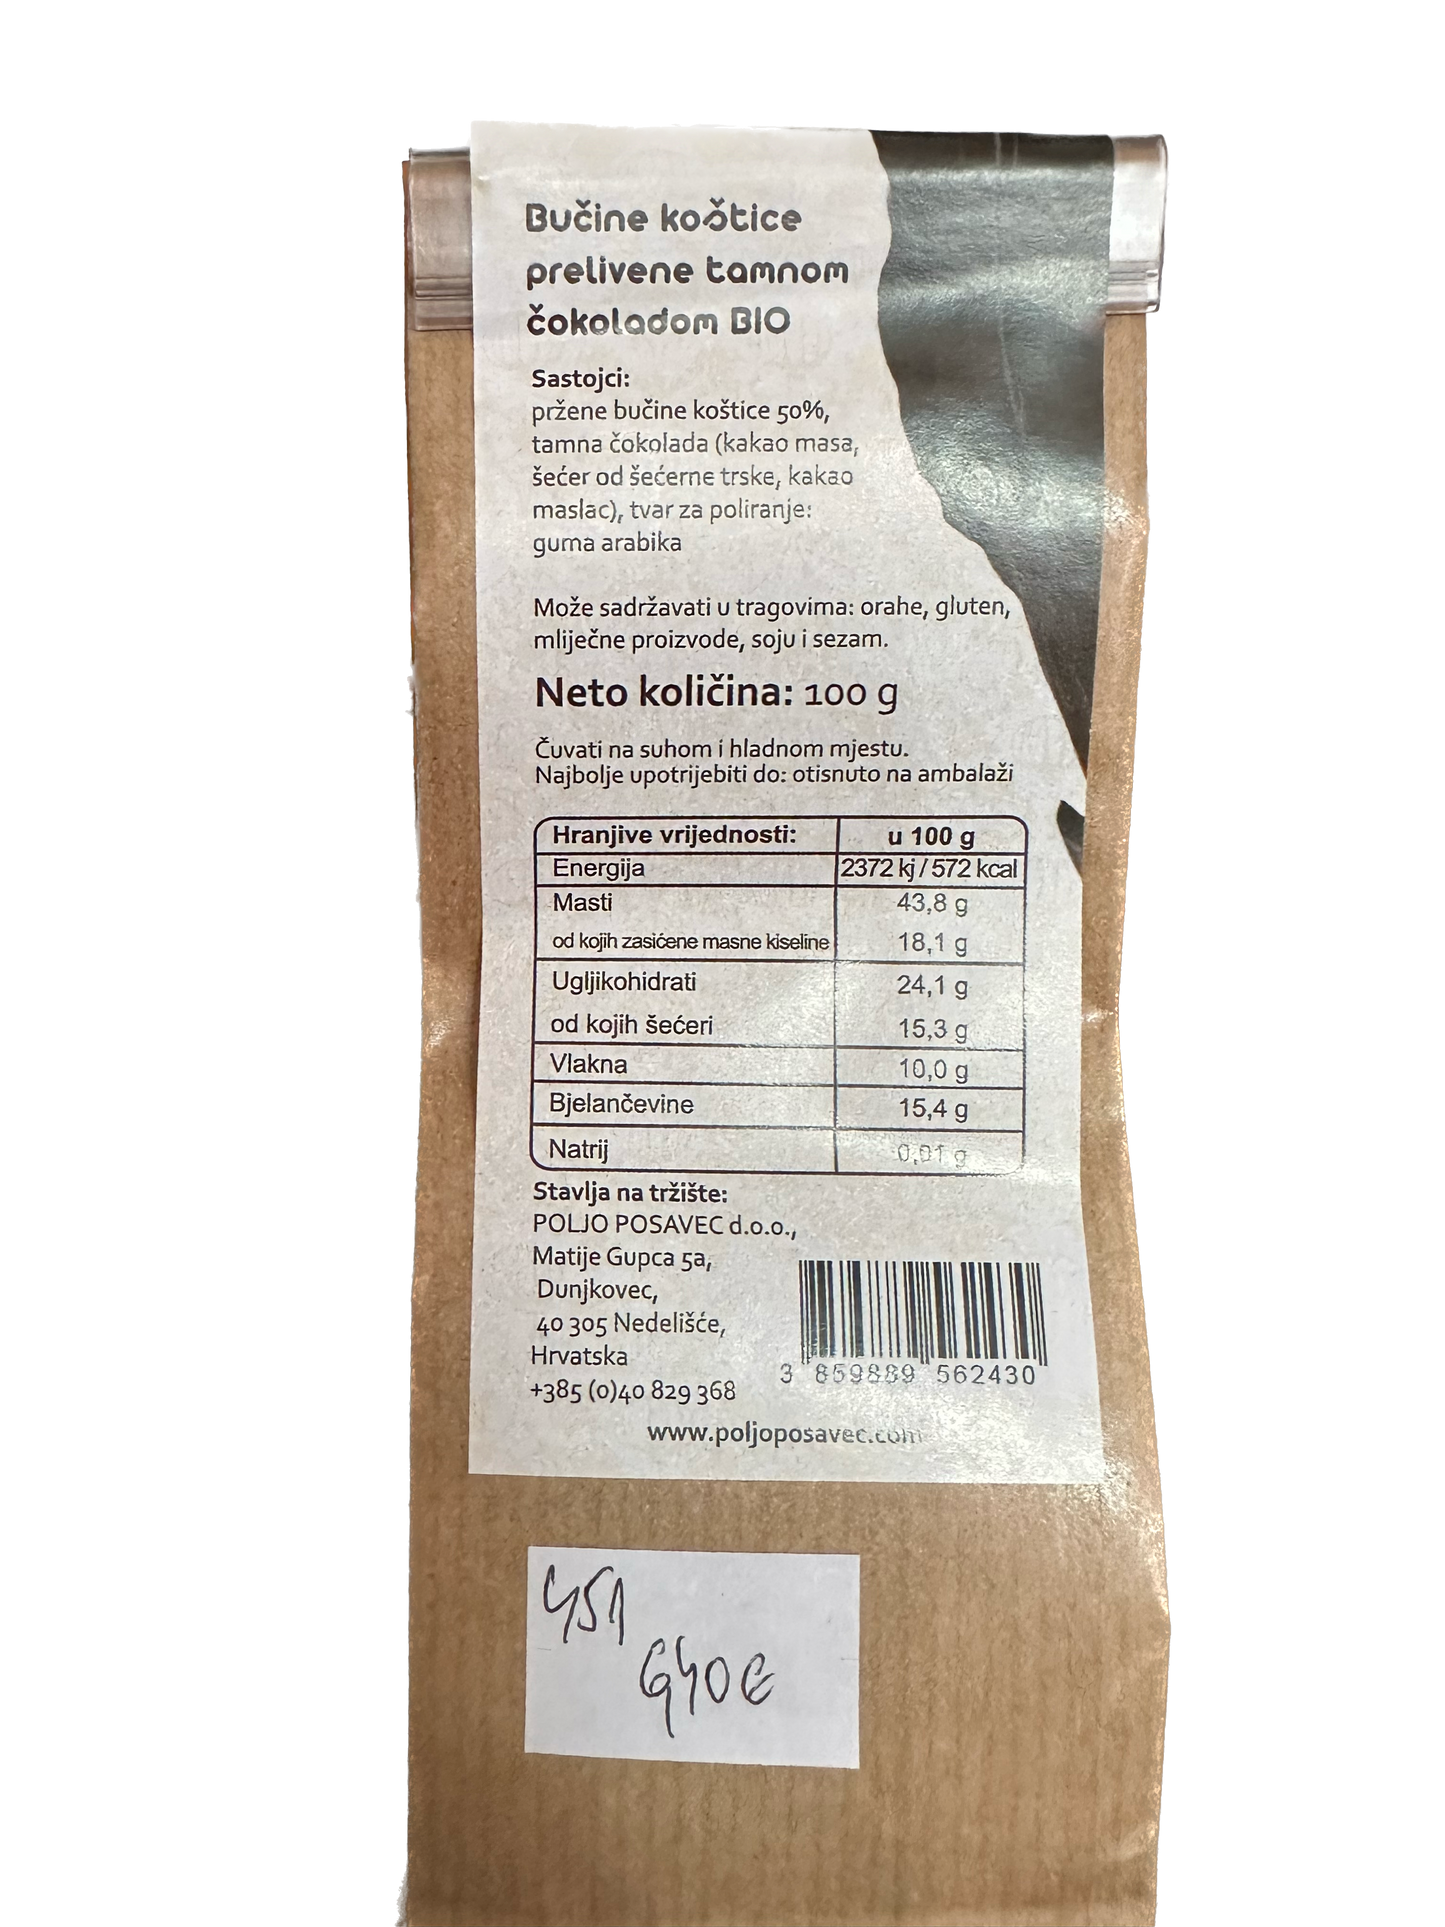 Bučine koštice
prelivene tamnom
čokoladom BIO
Sastojci:
pržene bučine koštice 50%,
tamna čokolada (kakao masa,
šećer od šećerne trske, kakao
maslac), tvar za poliranje:
guma arabika
Može sadržavati u tragovima: orahe, gluten,
mliječne proizvode, soju i sezam.
Neto količina: 100 g
Čuvati na suhom i hladnom mjestu.
Najbolje upotrijebiti do: otisnuto na ambalaži
Hranjive vrijednosti: u 100 g
Energija 2372 kj / 572 kcal
Masti 43,8 g
od kojih zasićene masne kiseline 18,1 g
Ugljikohidrati 24,1 g
od kojih šećeri 15,3 g
Vlakna 10,0 g
Bjelančevine 15,4 g
Natrij 0,01 g
Stavlja na tržište:
POLJO POSAVEC d.o.o.,
Matije Gupca 5a,
Dunjkovec,
40 305 Nedelišće,
Hrvatska
+385 (0)40 829 368
3 859889 562430
www.poljoposavec.com
451
640€